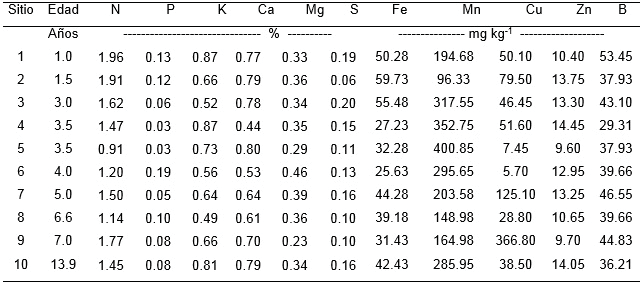 Sitio Edad N P K Ca Mg S Fe Mn Cu Zn B
Años ------------------------------- % ---------- --------------- mg kg-1 -------------------
1 1.0 1.96 0.13 0.87 0.77 0.33 0.19 50.28 194.68 50.10 10.40 53.45
2 1.5 1.91 0.12 0.66 0.79 0.36 0.06 59.73 96.33 79.50 13.75 37.93
3 3.0 1.62 0.06 0.52 0.78 0.34 0.20 55.48 317.55 46.45 13.30 43.10
4 3.5 1.47 0.03 0.87 0.44 0.35 0.15 27.23 352.75 51.60 14.45 29.31
5 3.5 0.91 0.03 0.73 0.80 0.29 0.11 32.28 400.85 7.45 9.60 37.93
6 4.0 1.20 0.19 0.56 0.53 0.46 0.13 25.63 295.65 5.70 12.95 39.66
7 5.0 1.50 0.05 0.64 0.64 0.39 0.16 44.28 203.58 125.10 13.25 46.55
8 6.6 1.14 0.10 0.49 0.61 0.36 0.10 39.18 148.98 28.80 10.65 39.66
9 7.0 1.77 0.08 0.66 0.70 0.23 0.10 31.43 164.98 366.80 9.70 44.83
10 13.9 1.45 0.08 0.81 0.79 0.34 0.16 42.43 285.95 38.50 14.05 36.21